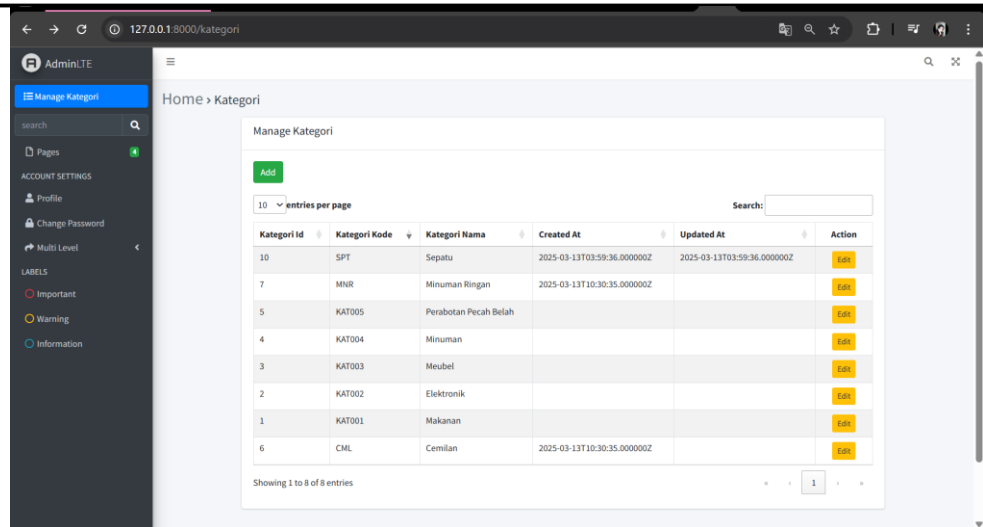 127.0.0.1:8000/kategori
AdminLTE
Manage Kategori
search
Pages 4
ACCOUNT SETTINGS
Profile
Change Password
Multi Level
LABELS
Important
Warning
Information
Home › Kategori
Manage Kategori
Add
10 entries per page Search:
Kategori Id Kategori Kode Kategori Nama Created At Updated At Action
10 SPT Sepatu 2025-03-13T03:59:36.000000Z 2025-03-13T03:59:36.000000Z Edit
7 MNR Minuman Ringan 2025-03-13T10:30:35.000000Z Edit
5 KAT005 Perabotan Pecah Belah Edit
4 KAT004 Minuman Edit
3 KAT003 Meubel Edit
2 KAT002 Elektronik Edit
1 KAT001 Makanan Edit
6 CML Cemilan 2025-03-13T10:30:35.000000Z Edit
Showing 1 to 8 of 8 entries « ‹ 1 › »